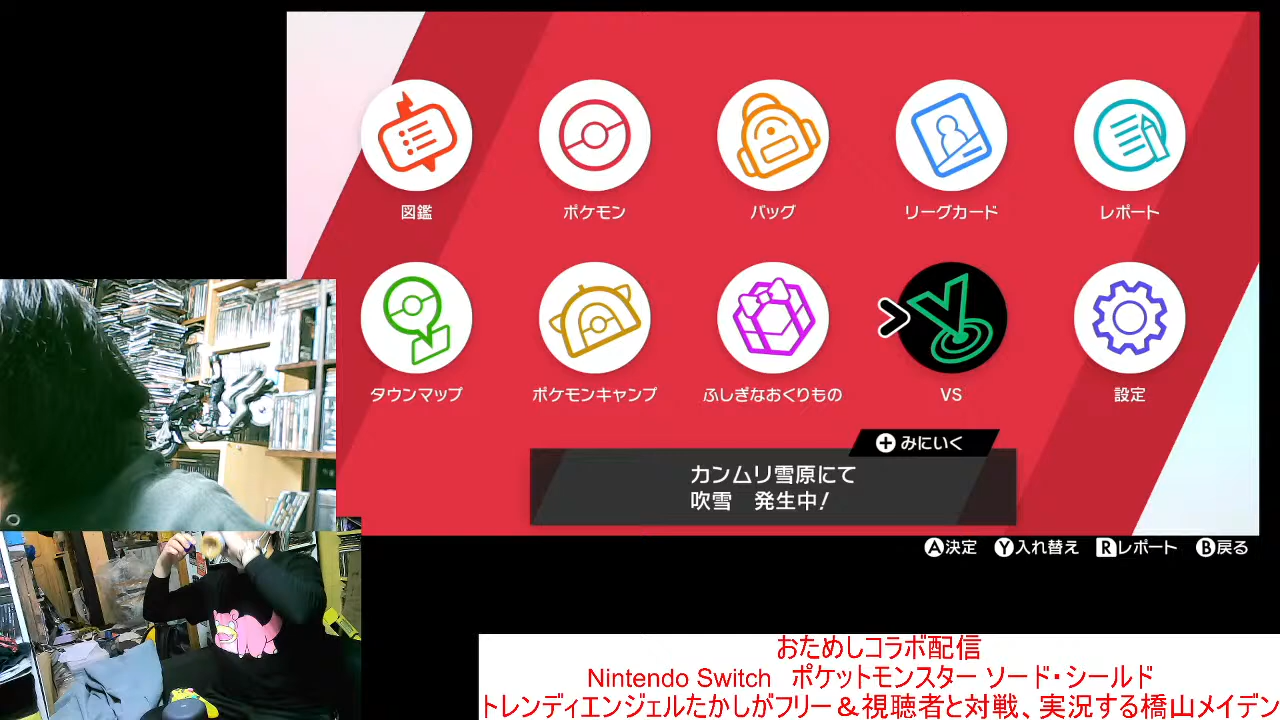 図鑑
ポケモン
バッグ
リーグカード
レポート
タウンマップ
ポケモンキャンプ
ふしぎなおくりもの
VS
設定
+みにいく
カンムリ雪原にて
吹雪　発生中!
A決定 Y入れ替え Rレポート B戻る
おためしコラボ配信
Nintendo Switch　ポケットモンスター ソード・シールド
トレンディエンジェルたかしがフリー＆視聴者と対戦、実況する橋山メイデン